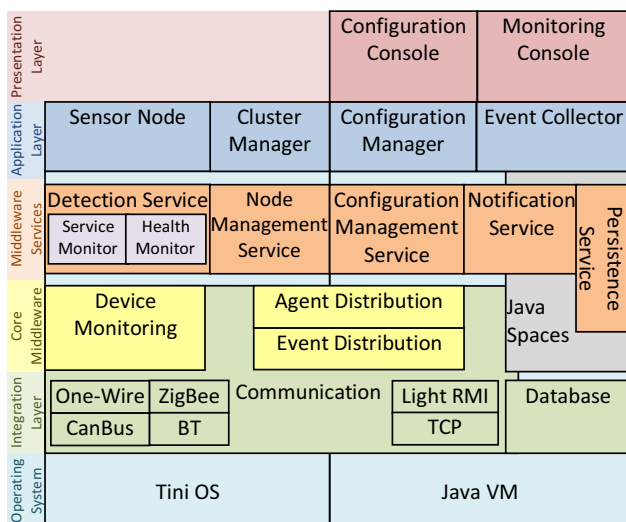 Presentation
Layer
Configuration
Console
Monitoring
Console
Application
Layer
Sensor Node
Cluster
Manager
Configuration
Manager
Event Collector
Middleware
Services
Detection Service
Service
Monitor
Health
Monitor
Node
Management
Service
Configuration
Management
Service
Notification
Service
Persistence
Service
Core
Middleware
Device
Monitoring
Agent Distribution
Event Distribution
Java
Spaces
Integration
Layer
One-Wire
ZigBee
CanBus
BT
Communication
Light RMI
TCP
Database
Operating
System
Tini OS
Java VM